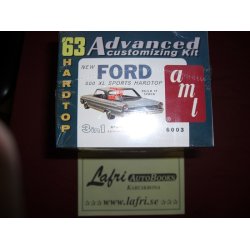 63 Advanced
customizing Kit
HARDTOP
NEW FORD
500 XL SPORTS HARDTOP
amt
3 in 1
6003
Lafri
AUTOBOOKS
KARLSKRONA
www.lafri.se